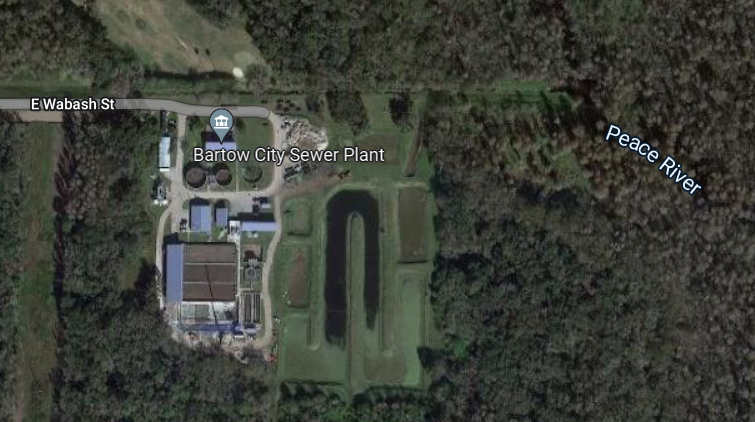 E Wabash St
Bartow City Sewer Plant
Peace River